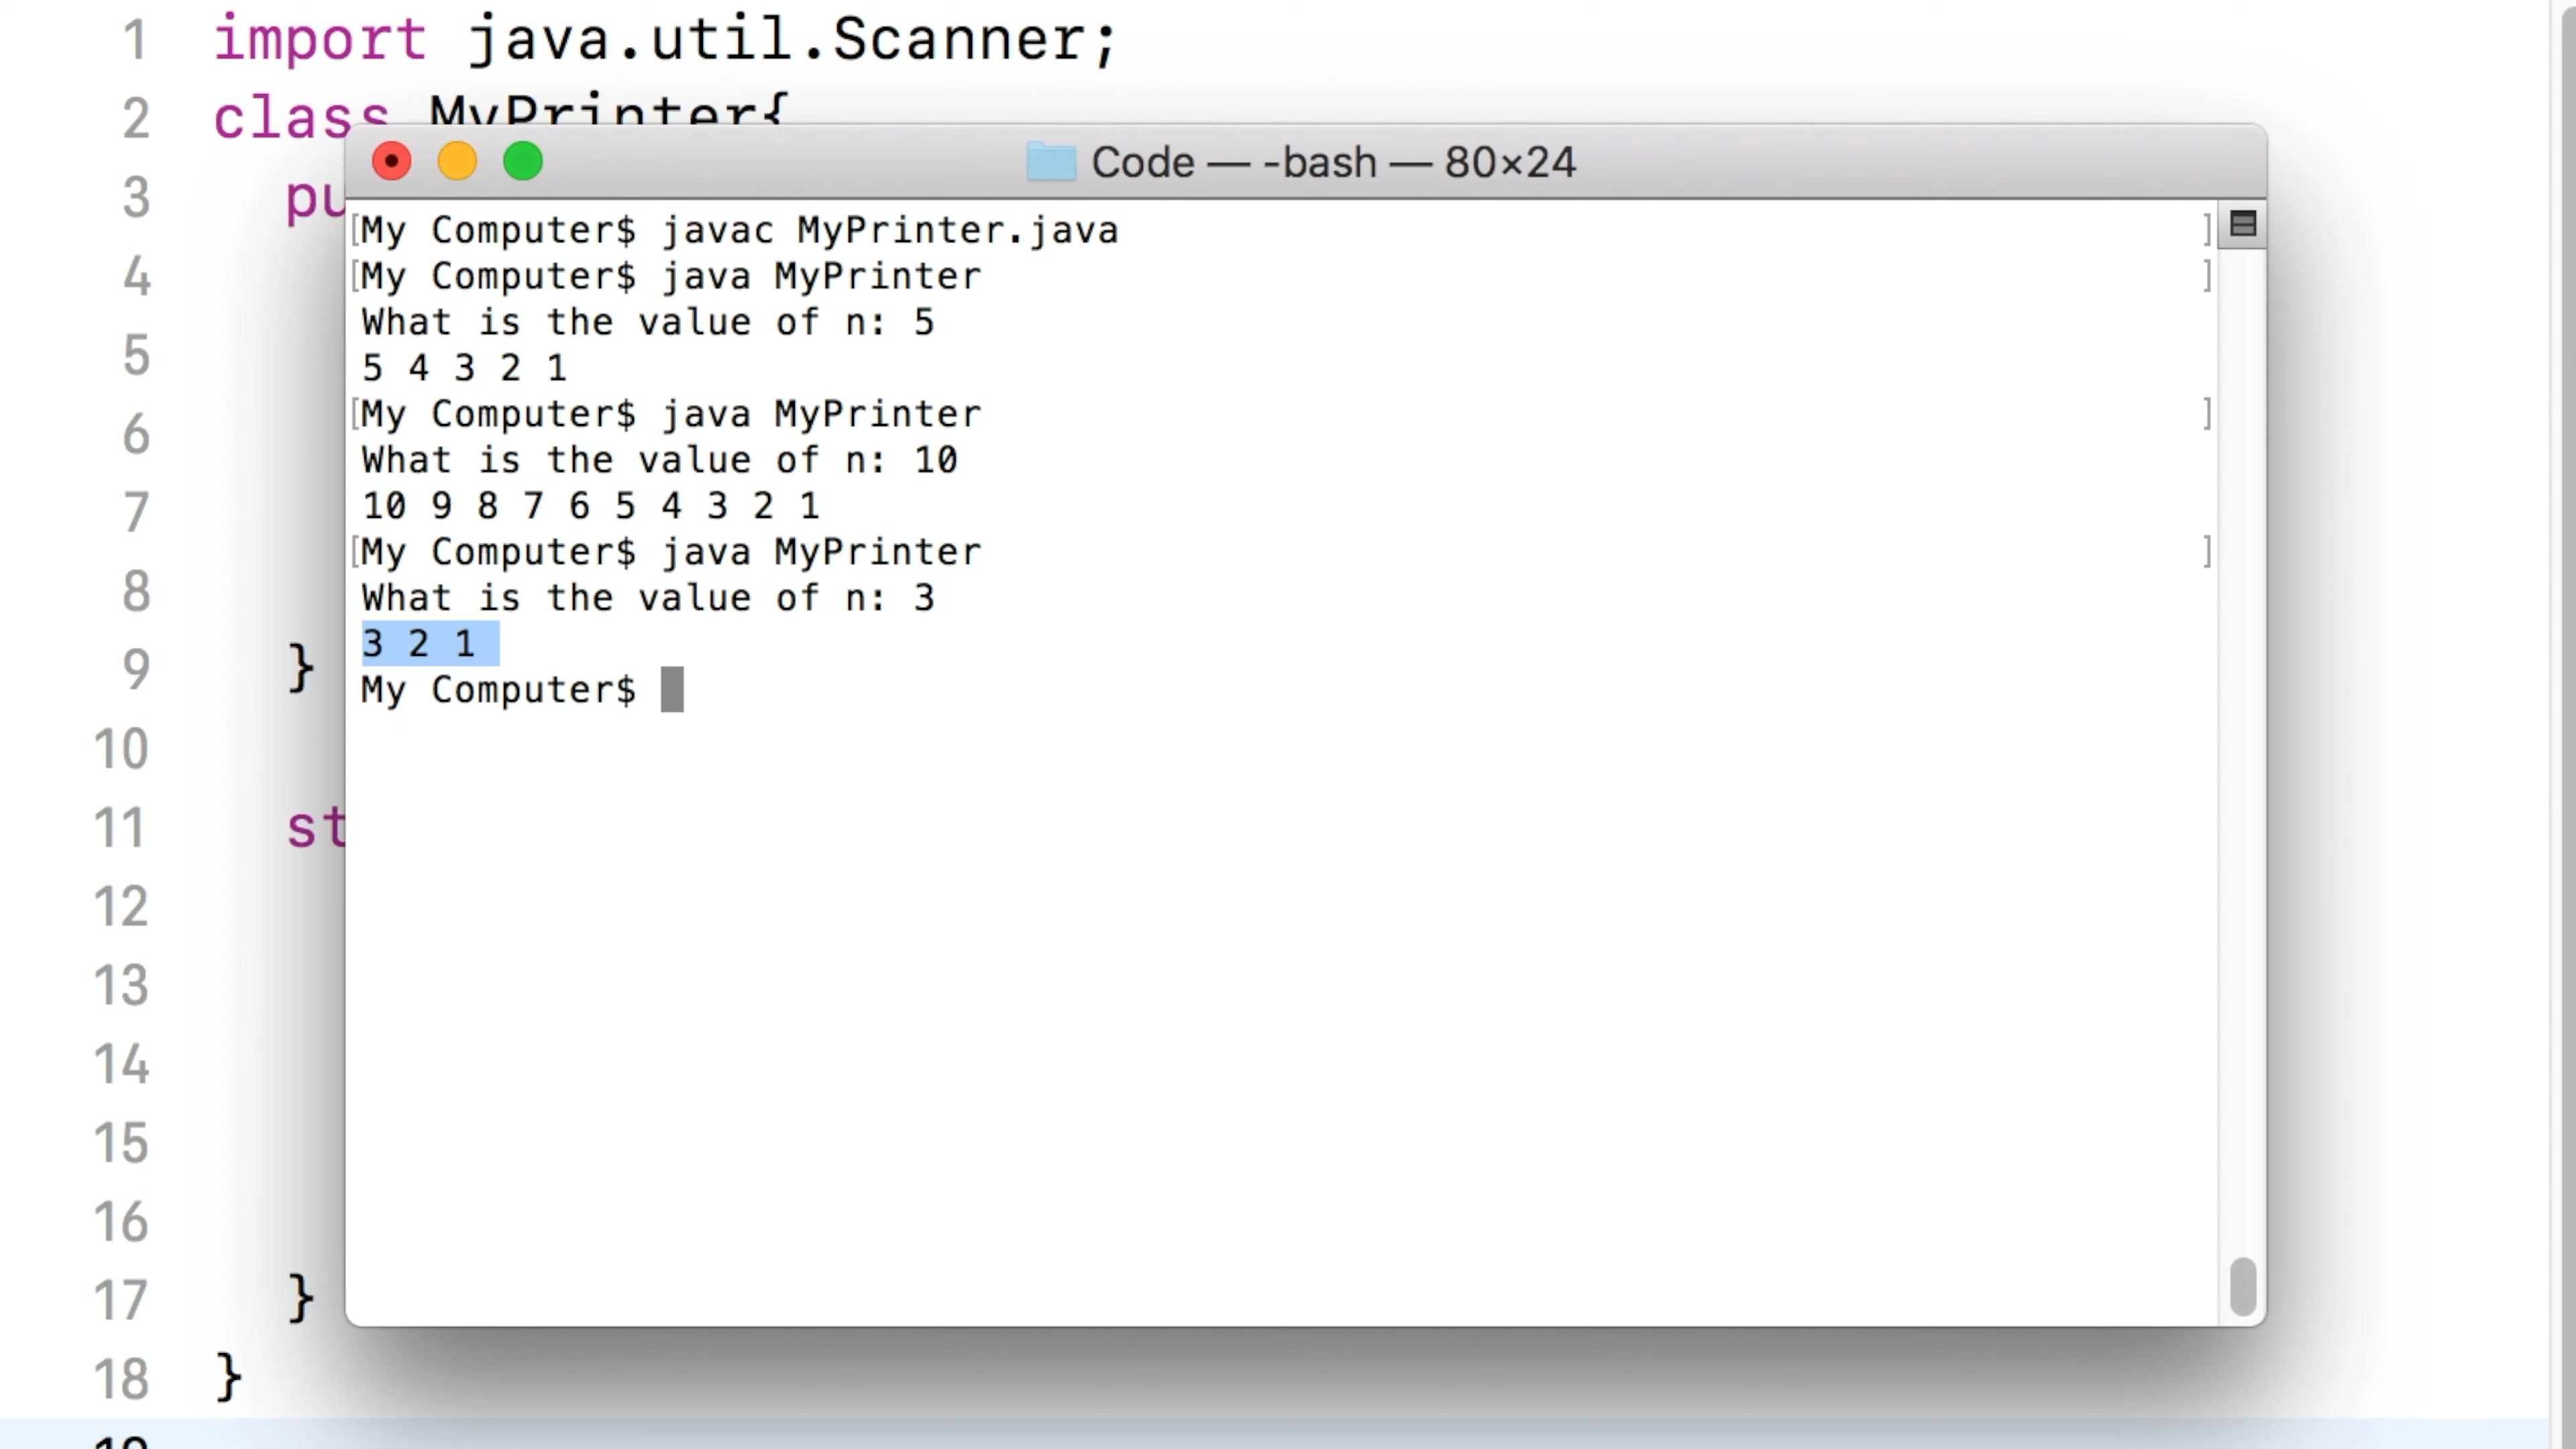 1 import java.util.Scanner;
2 class MyPrinter{
Code — -bash — 80×24
3 pu
[My Computer$ javac MyPrinter.java ]
4
[My Computer$ java MyPrinter ]
What is the value of n: 5
5
5 4 3 2 1
[My Computer$ java MyPrinter ]
6
What is the value of n: 10
7
10 9 8 7 6 5 4 3 2 1
[My Computer$ java MyPrinter ]
8
What is the value of n: 3
3 2 1
9 }
My Computer$
10
11 st
12
13
14
15
16
17 }
18 }
19